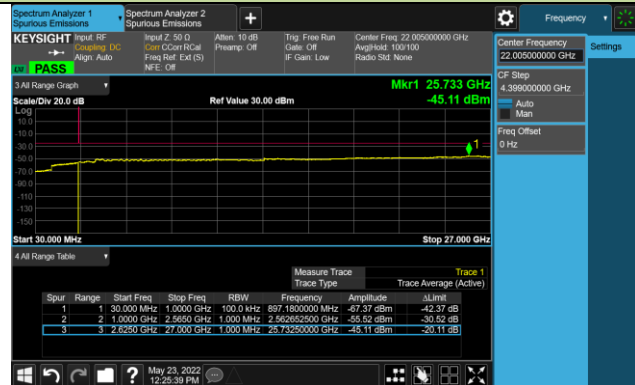 Spectrum Analyzer 1
Spurious Emissions
Spectrum Analyzer 2
Spurious Emissions
+
Frequency
KEYSIGHT
Input: RF
Coupling: DC
Align: Auto
Input Z: 50 Ω
Corr CCorr RCal
Freq Ref: Ext (S)
NFE: Off
Atten: 10 dB
Preamp: Off
Trig: Free Run
Gate: Off
IF Gain: Low
Center Freq: 22.005000000 GHz
Avg|Hold: 100/100
Radio Std: None
PASS
Center Frequency
22.005000000 GHz
Settings
CF Step
4.399000000 GHz
Auto
Man
Freq Offset
0 Hz
3 All Range Graph
Mkr1 25.733 GHz
Scale/Div 20.0 dB
Ref Value 30.00 dBm
-45.11 dBm
Log
10.0
-10.0
-30.0
-50.0
-70.0
-90.0
-110
-130
-150
1
Start 30.000 MHz
Stop 27.000 GHz
4 All Range Table
Measure Trace Trace 1
Trace Type Trace Average (Active)
Spur Range Start Freq Stop Freq RBW Frequency Amplitude ΔLimit
1 1 30.000 MHz 1.0000 GHz 100.0 kHz 897.1800000 MHz -67.37 dBm -42.37 dB
2 2 1.0000 GHz 2.5650 GHz 1.000 MHz 2.562652500 GHz -55.52 dBm -30.52 dB
3 3 2.6250 GHz 27.000 GHz 1.000 MHz 25.73250000 GHz -45.11 dBm -20.11 dB
?
May 23, 2022
12:25:39 PM